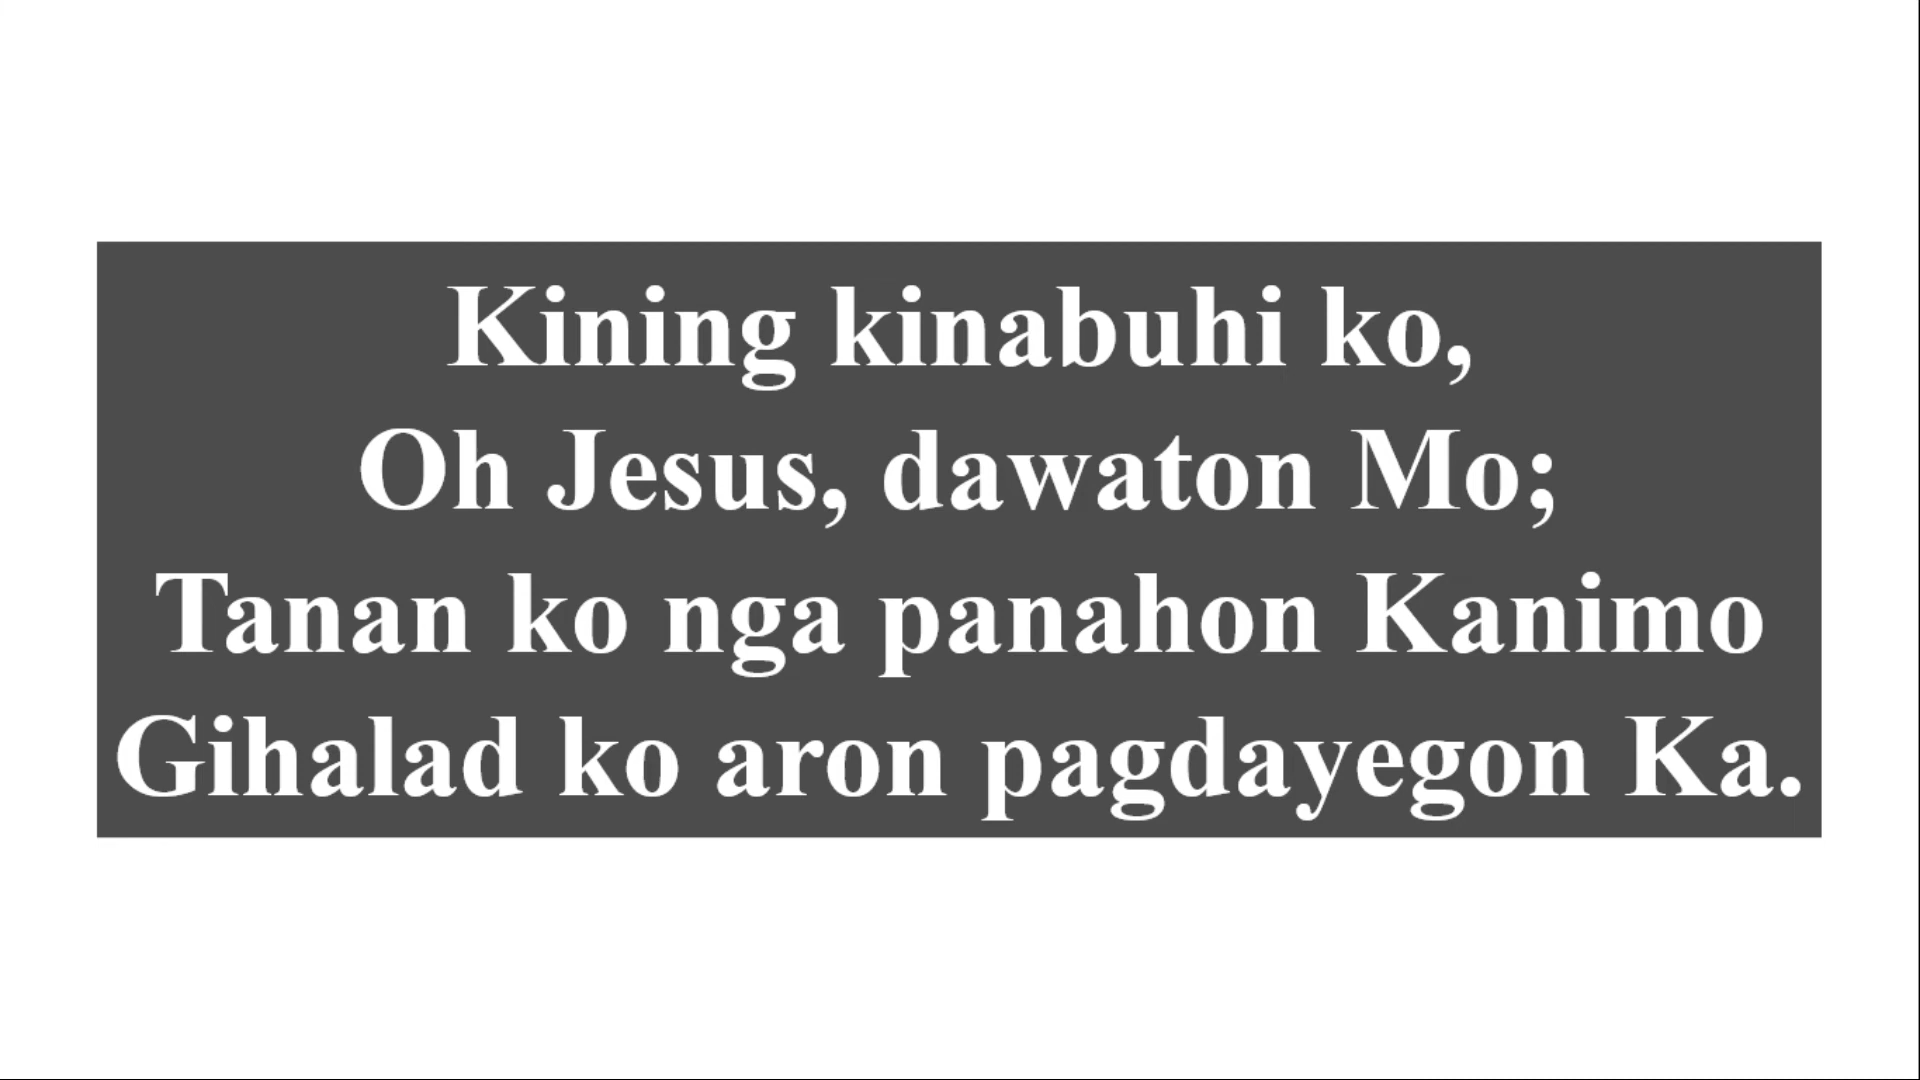 Kining kinabuhi ko,
Oh Jesus, dawaton Mo;
Tanan ko nga panahon Kanimo
Gihalad ko aron pagdayegon Ka.